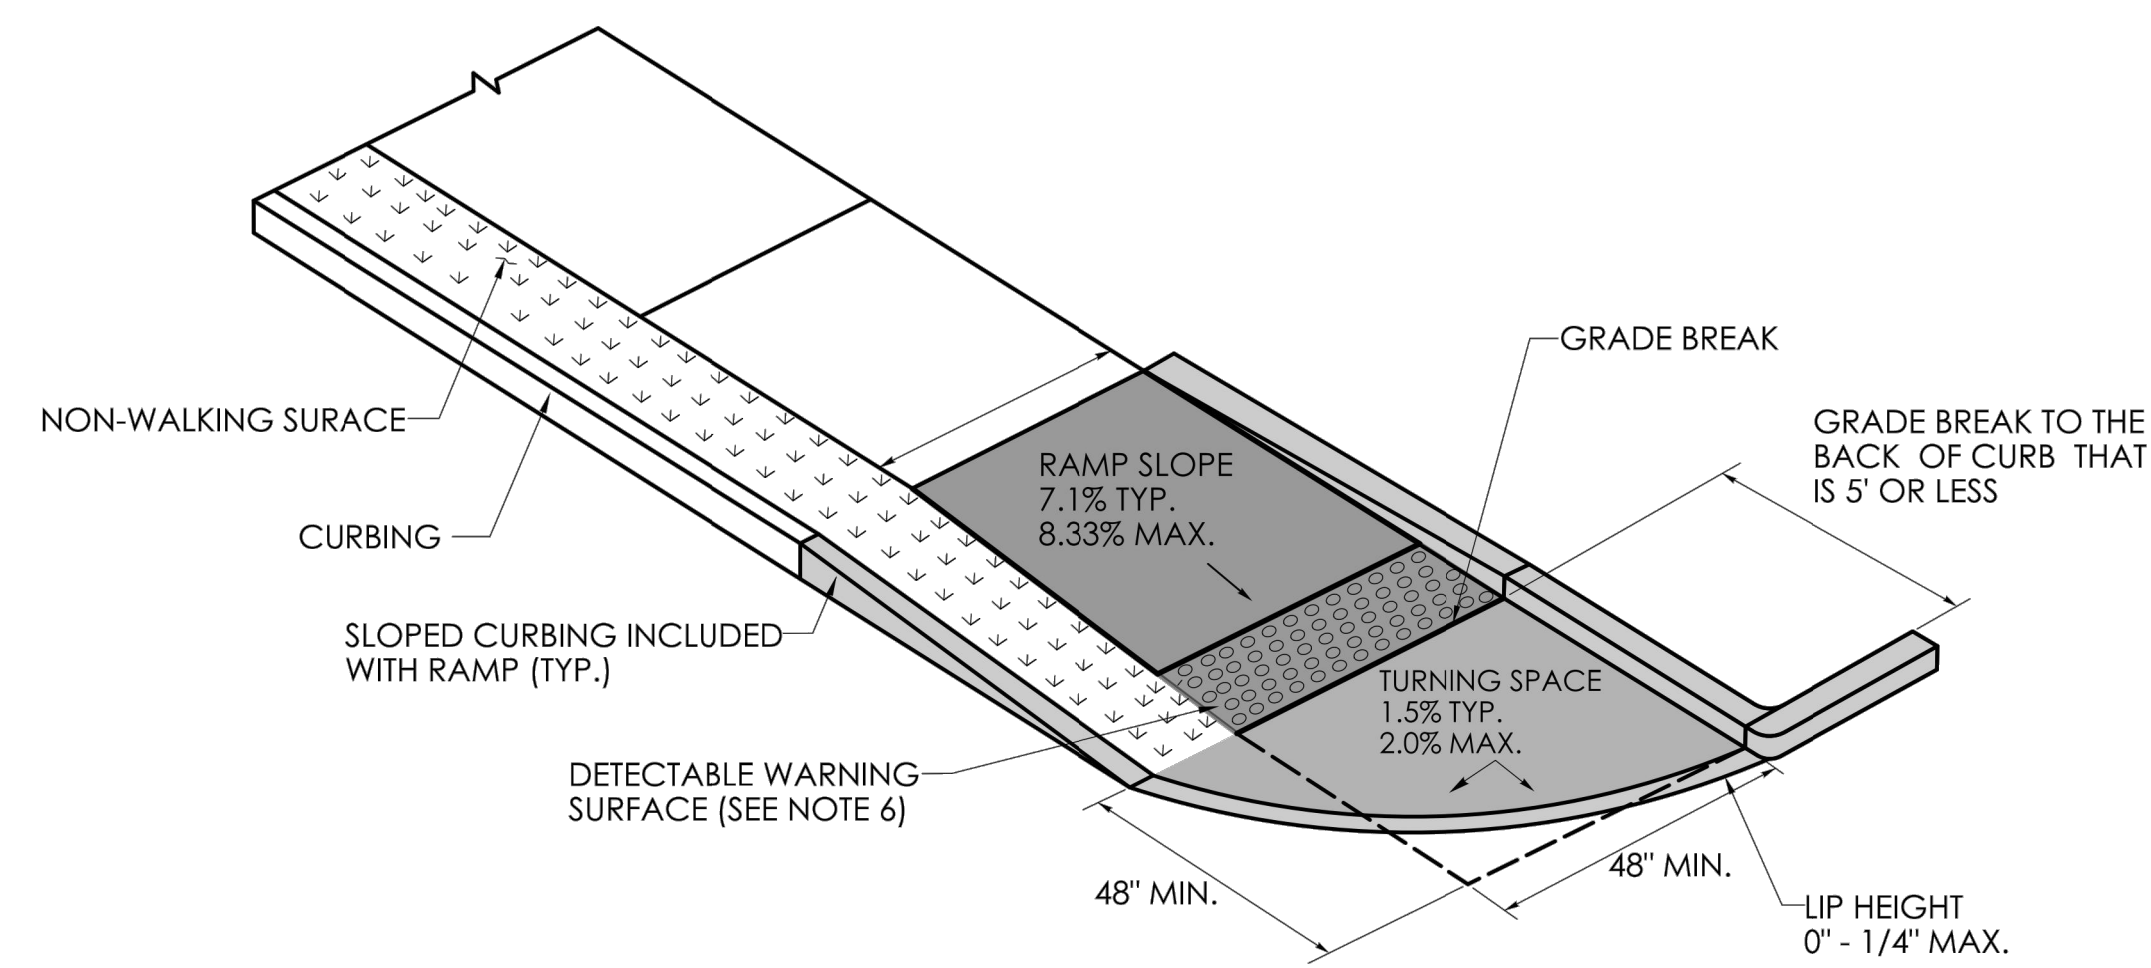 GRADE BREAK
NON-WALKING SURACE
GRADE BREAK TO THE
BACK OF CURB THAT
IS 5' OR LESS
RAMP SLOPE
7.1% TYP.
8.33% MAX.
CURBING
SLOPED CURBING INCLUDED
WITH RAMP (TYP.)
TURNING SPACE
1.5% TYP.
2.0% MAX.
DETECTABLE WARNING
SURFACE (SEE NOTE 6)
48" MIN.
48" MIN.
LIP HEIGHT
0" - 1/4" MAX.